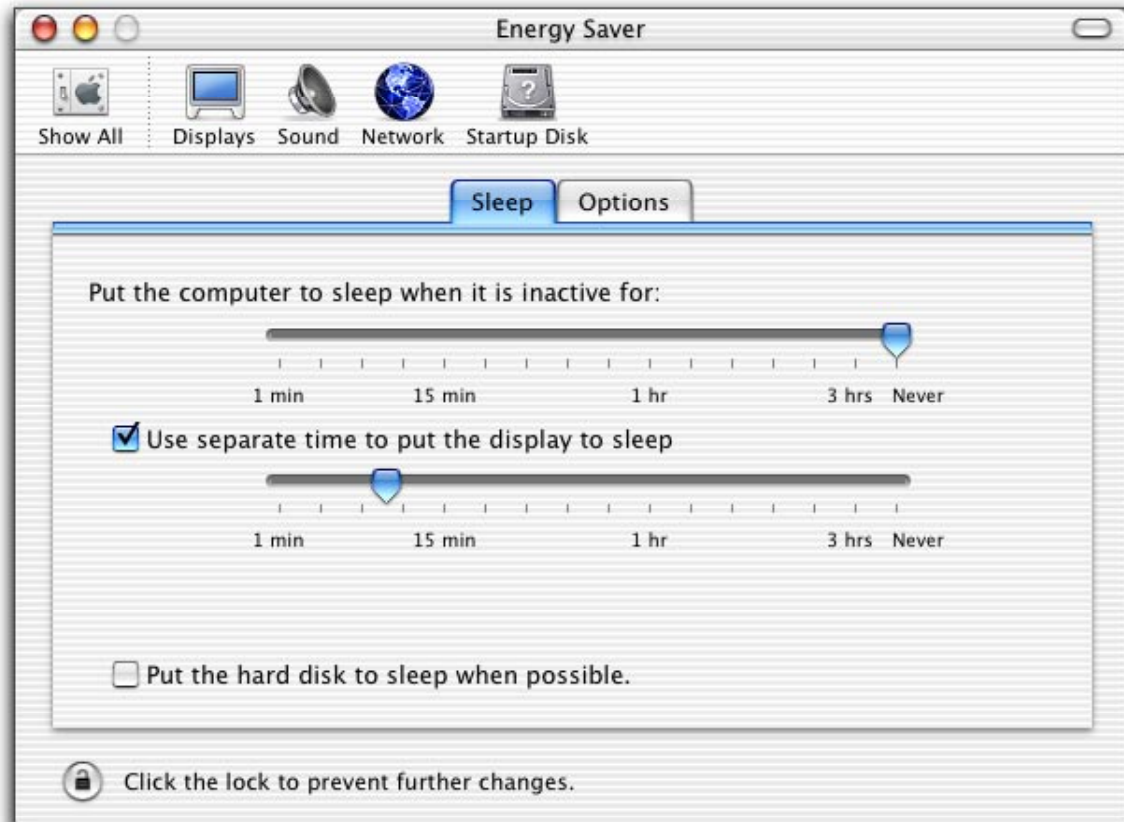 Energy Saver
Show All Displays Sound Network Startup Disk
Sleep Options
Put the computer to sleep when it is inactive for:
1 min 15 min 1 hr 3 hrs Never
Use separate time to put the display to sleep
1 min 15 min 1 hr 3 hrs Never
Put the hard disk to sleep when possible.
Click the lock to prevent further changes.